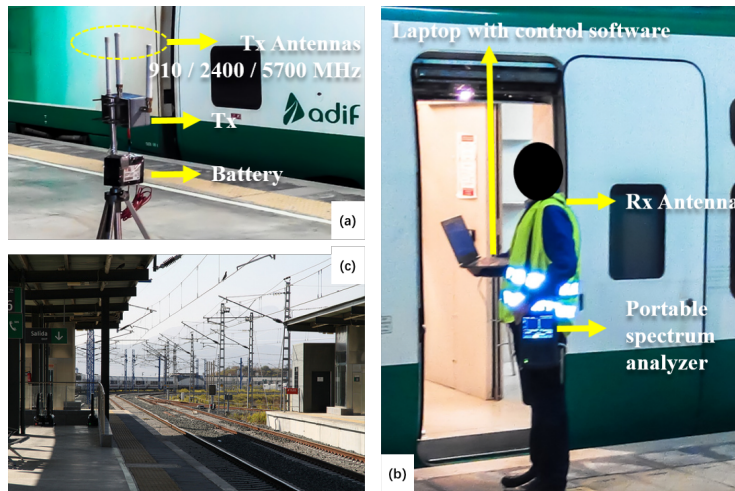 Tx Antennas
910 / 2400 / 5700 MHz
adif
Tx
Battery
(a)
(c)
5
Salida
Laptop with control software
Rx Antenna
Portable
spectrum
analyzer
(b)